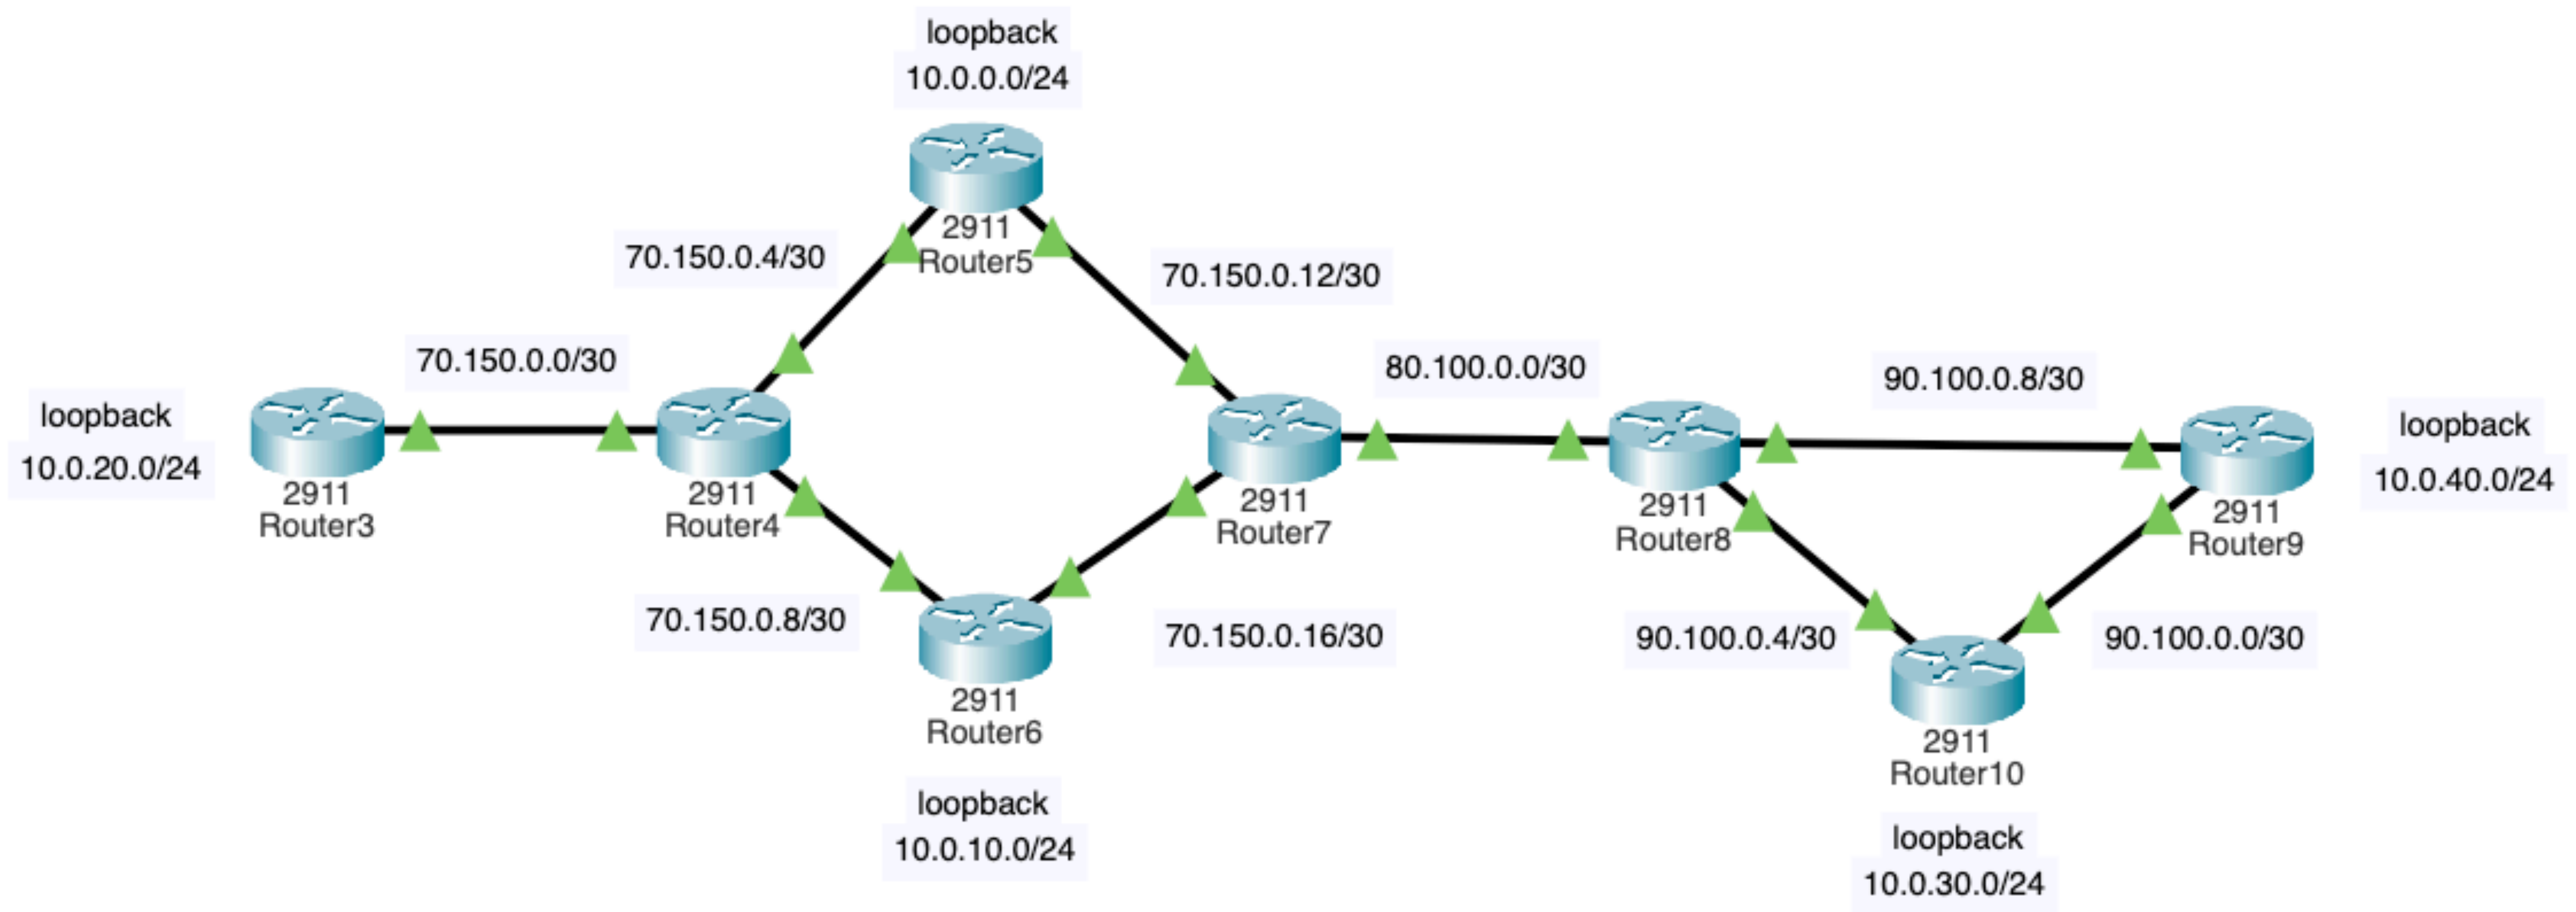 loopback
10.0.0.0/24
2911
Router5
70.150.0.4/30
70.150.0.12/30
70.150.0.0/30
80.100.0.0/30
90.100.0.8/30
loopback
10.0.20.0/24
2911
Router3
2911
Router4
2911
Router7
2911
Router8
2911
Router9
loopback
10.0.40.0/24
70.150.0.8/30
70.150.0.16/30
90.100.0.4/30
90.100.0.0/30
2911
Router6
2911
Router10
loopback
10.0.10.0/24
loopback
10.0.30.0/24